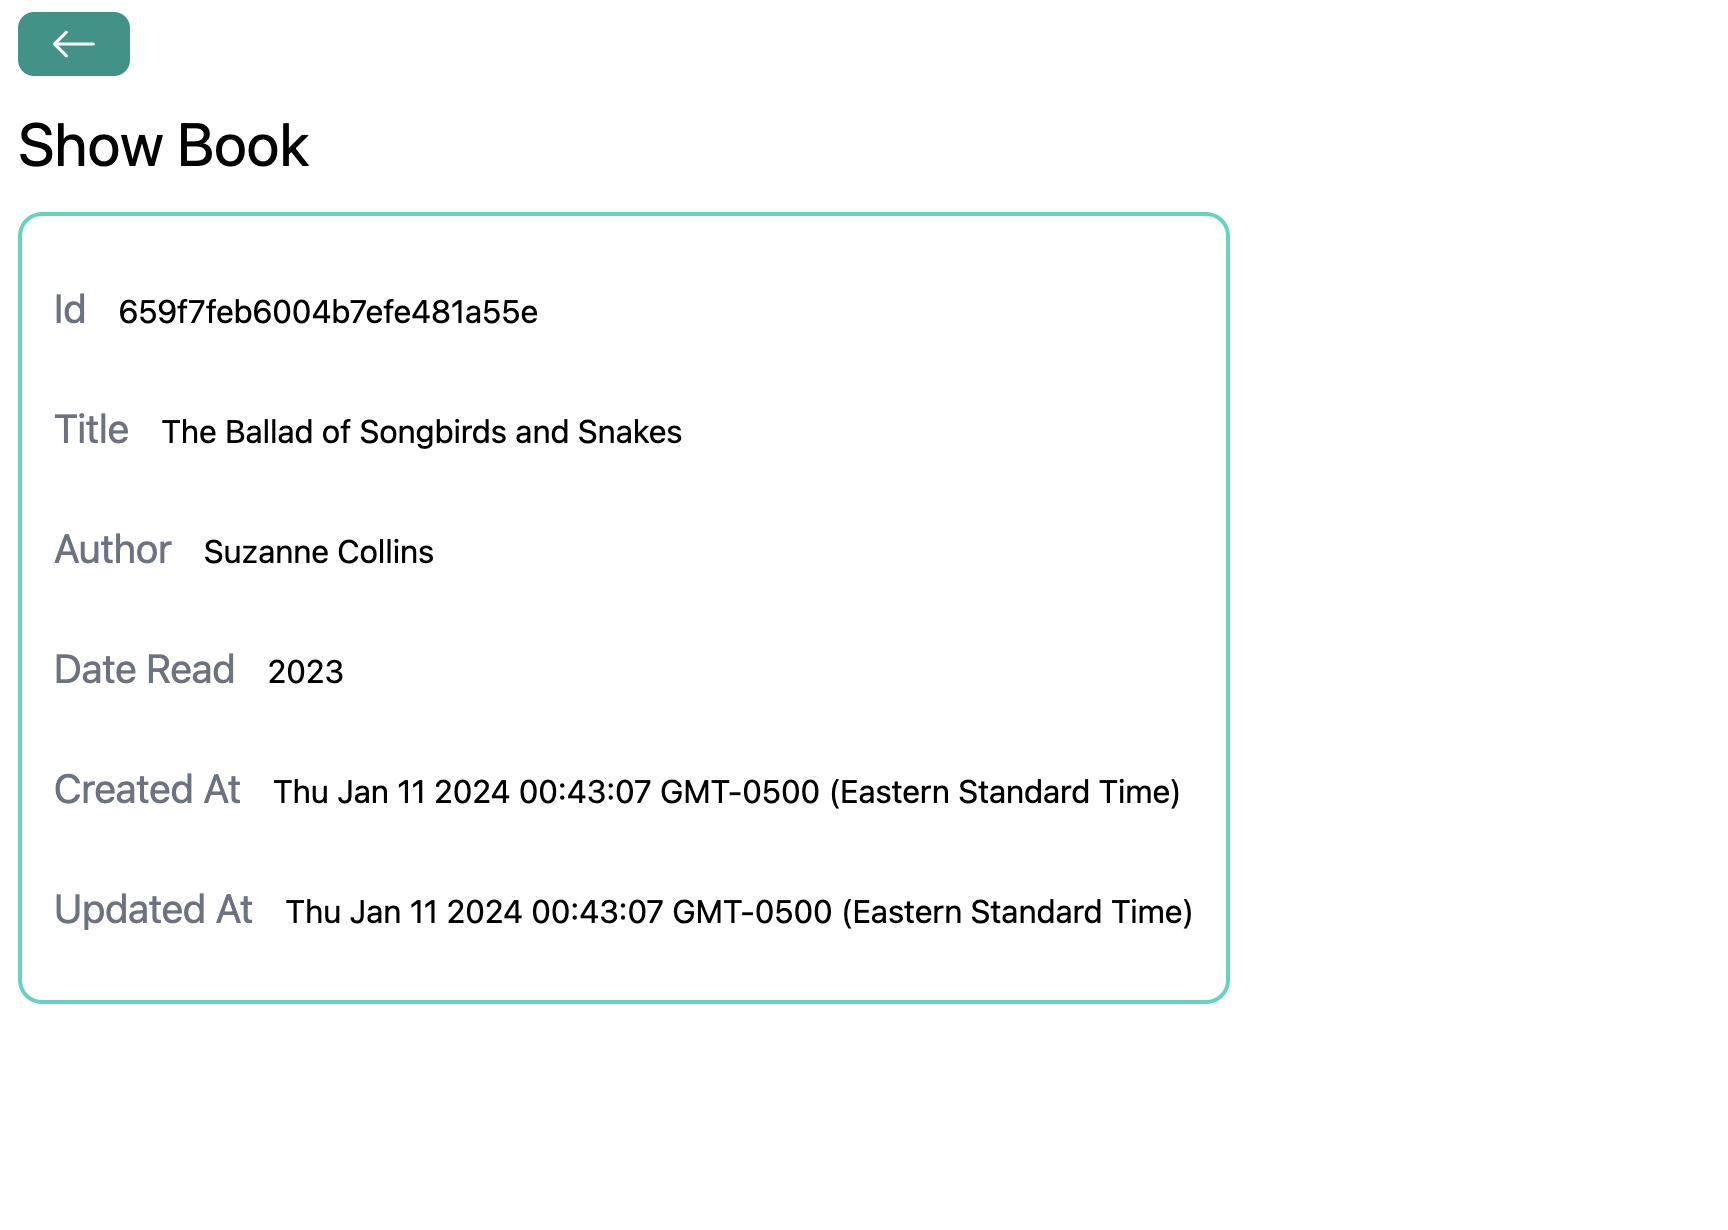 Show Book
Id 659f7feb6004b7efe481a55e
Title The Ballad of Songbirds and Snakes
Author Suzanne Collins
Date Read 2023
Created At Thu Jan 11 2024 00:43:07 GMT-0500 (Eastern Standard Time)
Updated At Thu Jan 11 2024 00:43:07 GMT-0500 (Eastern Standard Time)